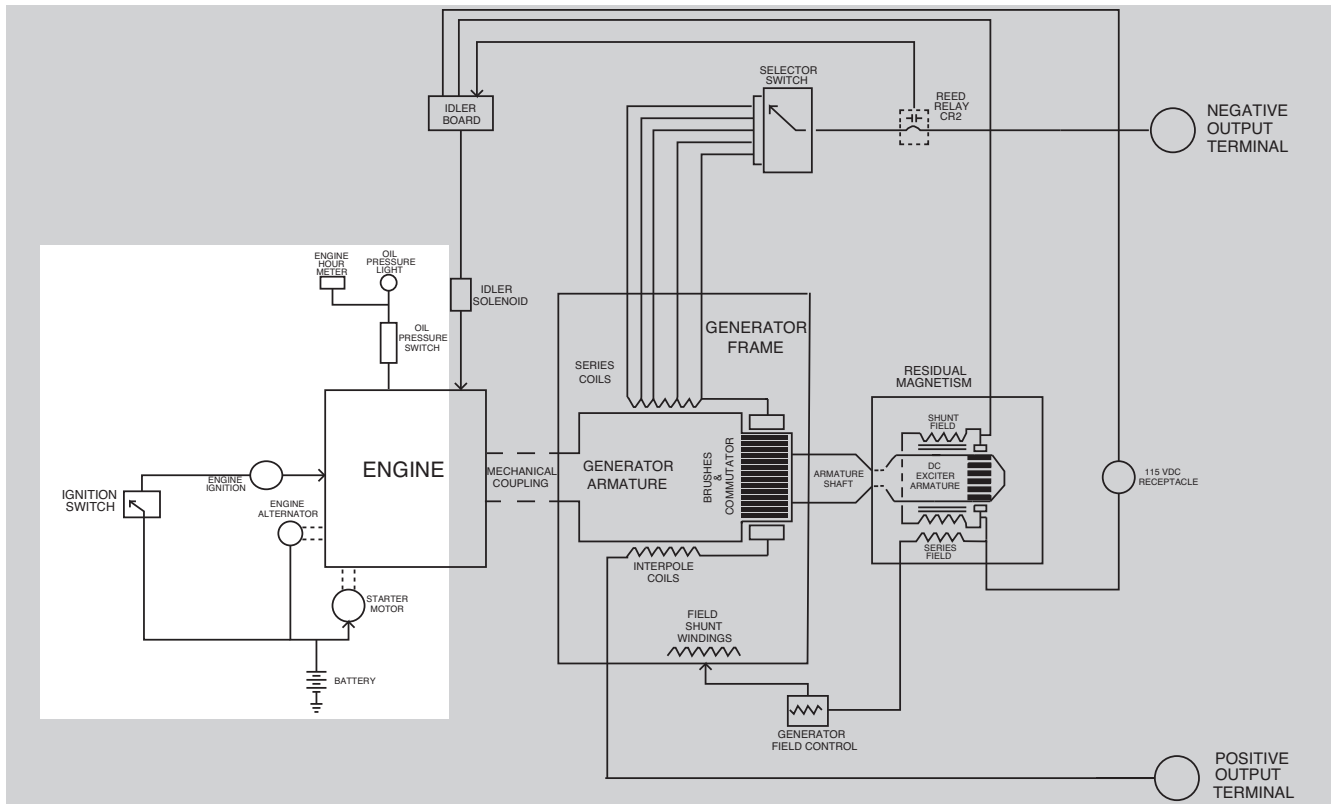 SELECTOR
SWITCH
REED
RELAY
CR2
NEGATIVE
OUTPUT
TERMINAL
IDLER
BOARD
ENGINE
HOUR
METER
OIL
PRESSURE
LIGHT
IDLER
SOLENOID
OIL
PRESSURE
SWITCH
GENERATOR
FRAME
SERIES
COILS
RESIDUAL
MAGNETISM
SHUNT
FIELD
ENGINE
MECHANICAL
COUPLING
GENERATOR
ARMATURE
BRUSHES
&
COMMUTATOR
ARMATURE
SHAFT
DC
EXCITER
ARMATURE
115 VDC
RECEPTACLE
IGNITION
SWITCH
ENGINE
IGNITION
ENGINE
ALTERNATOR
SERIES
FIELD
INTERPOLE
COILS
STARTER
MOTOR
FIELD
SHUNT
WINDINGS
BATTERY
GENERATOR
FIELD CONTROL
POSITIVE
OUTPUT
TERMINAL